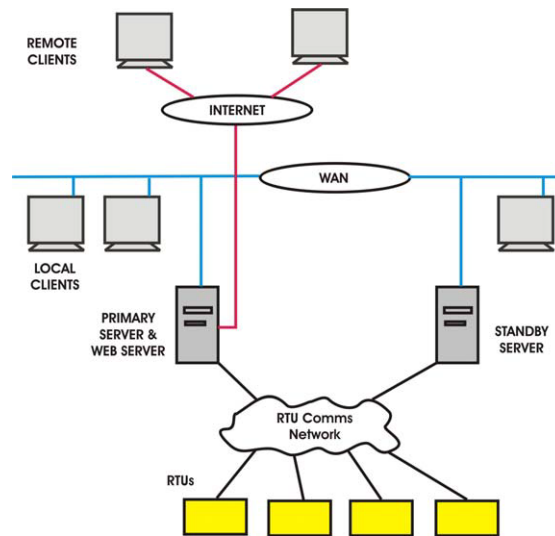 REMOTE
CLIENTS
INTERNET
WAN
LOCAL
CLIENTS
PRIMARY
SERVER &
WEB SERVER
STANDBY
SERVER
RTU Comms
Network
RTUs